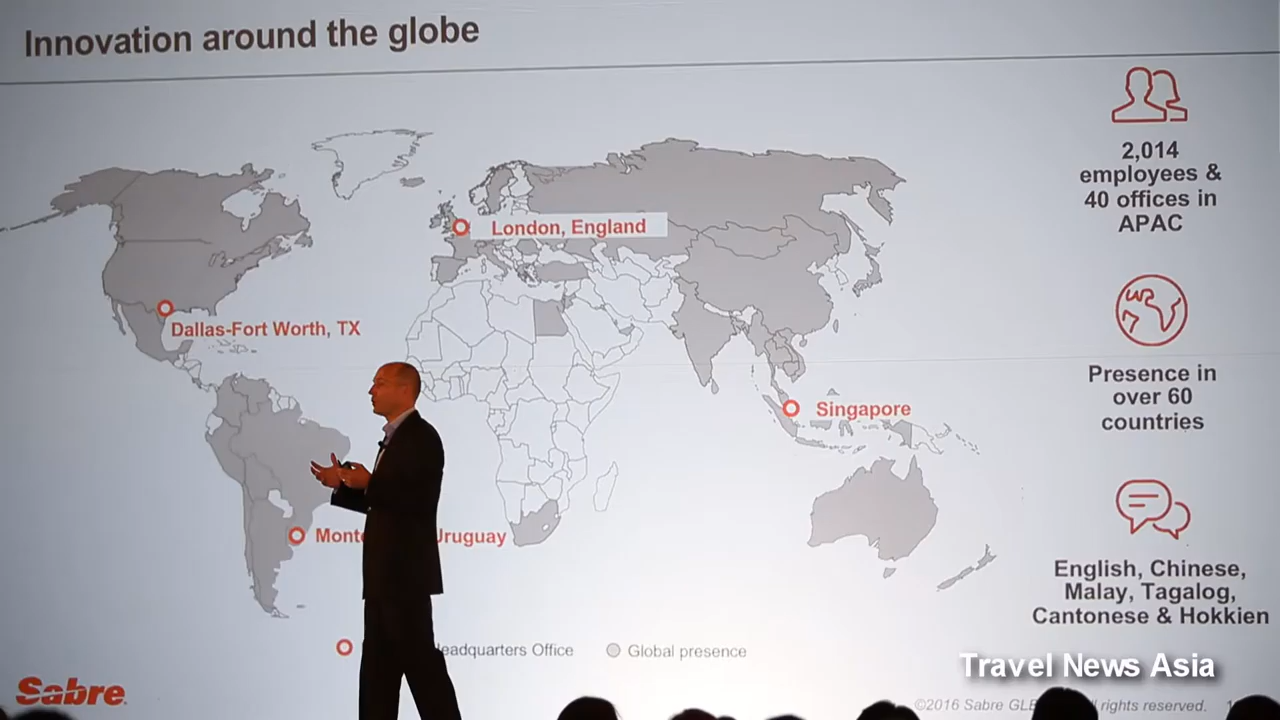 Innovation around the globe
2,014
employees &
40 offices in
APAC
London, England
Dallas-Fort Worth, TX
Presence in
over 60
countries
Singapore
English, Chinese,
Malay, Tagalog,
Cantonese & Hokkien
Office
Global presence
Travel News Asia
Sabre
©2016 Sabre
rights reserved.